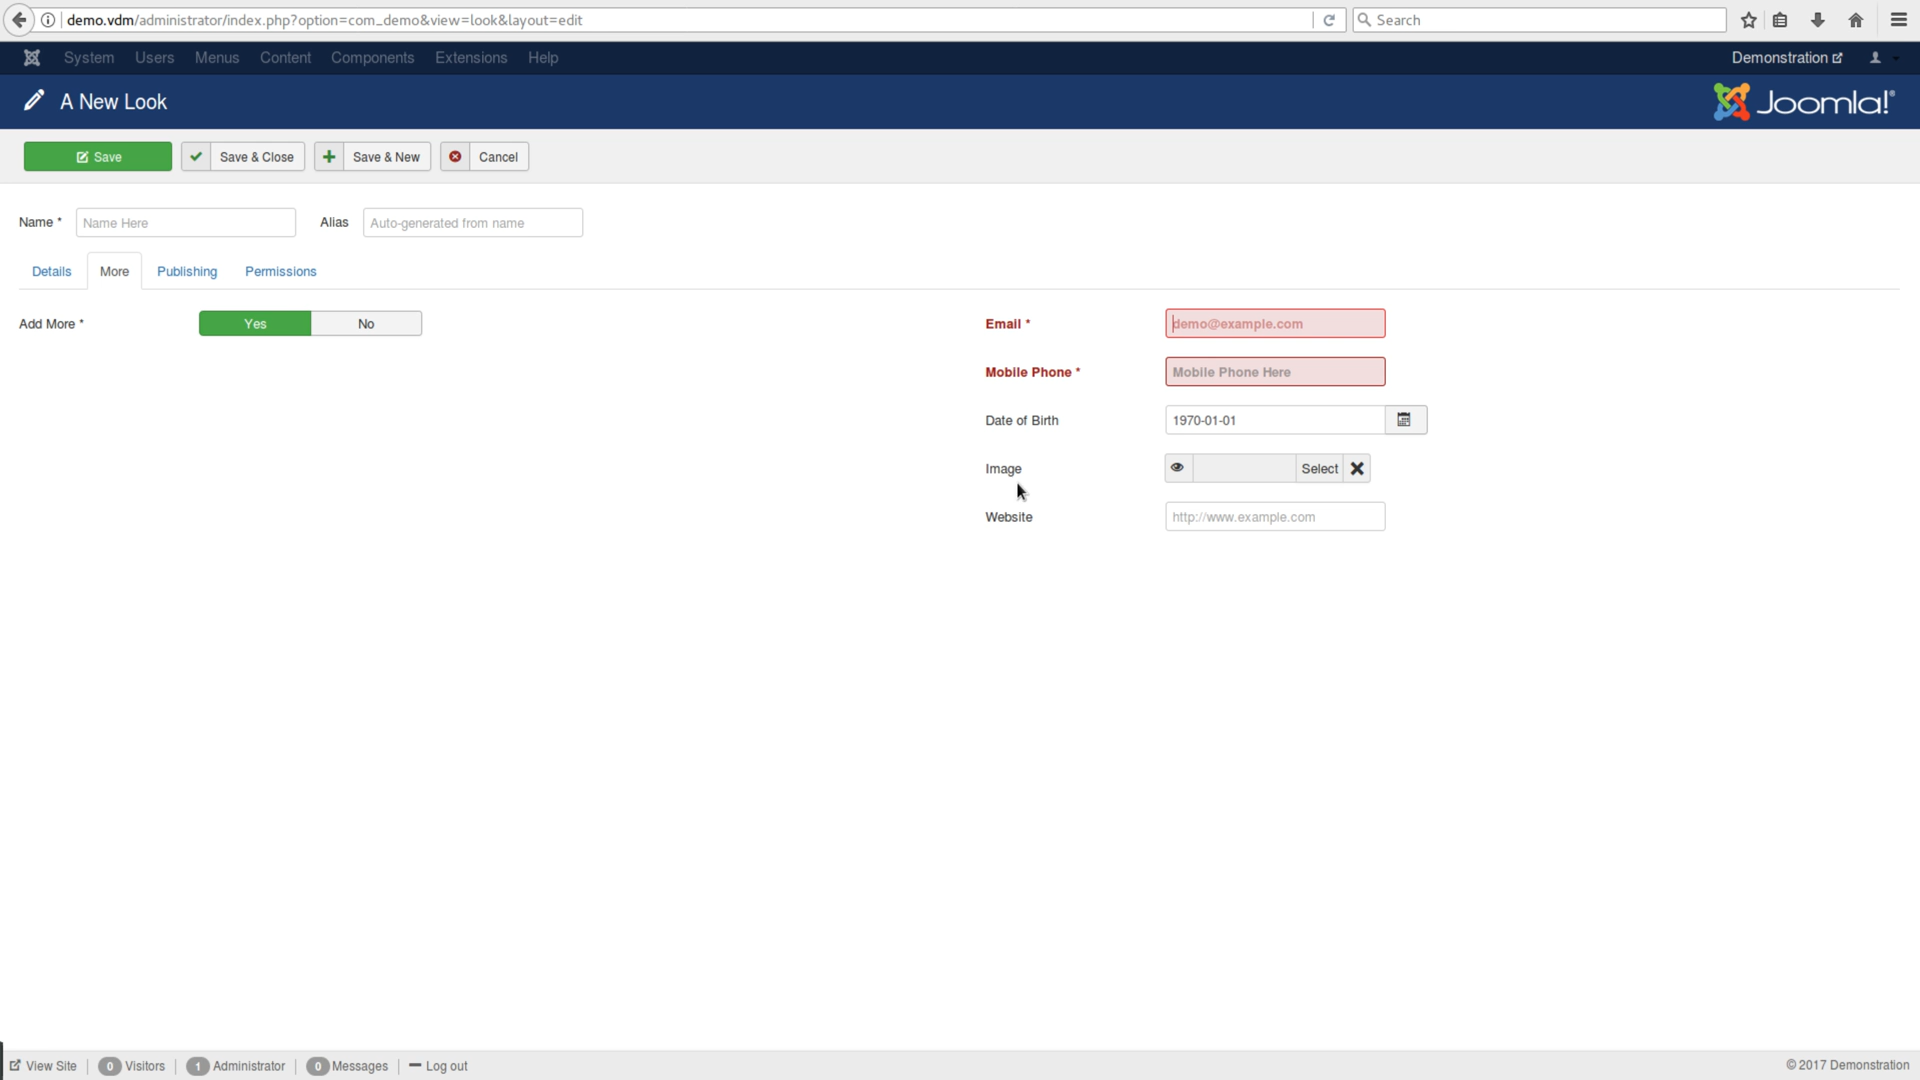 demo.vdm/administrator/index.php?option=com_demo&view=look&layout=edit
Search
System Users Menus Content Components Extensions Help
Demonstration
A New Look
Joomla!®
Save
Save & Close
Save & New
Cancel
Name * Name Here
Alias Auto-generated from name
Details More Publishing Permissions
Add More * Yes No
Email * demo@example.com
Mobile Phone * Mobile Phone Here
Date of Birth 1970-01-01
Image Select
Website http://www.example.com
View Site 0 Visitors 1 Administrator 0 Messages Log out
© 2017 Demonstration